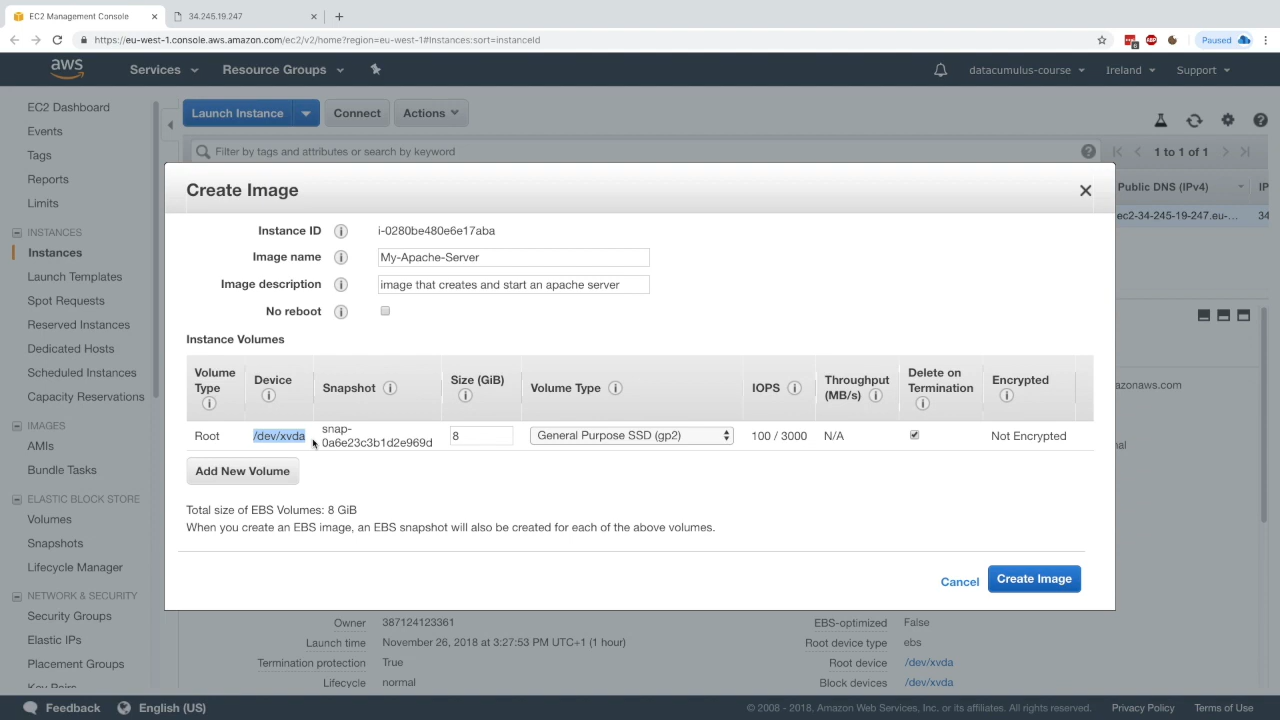 EC2 Management Console
34.245.19.247
https://eu-west-1.console.aws.amazon.com/ec2/v2/home?region=eu-west-1#Instances:sort=instanceId
Paused
aws
Services
Resource Groups
datacumulus-course
Ireland
Support
EC2 Dashboard
Events
Tags
Reports
Limits
INSTANCES
Instances
Launch Templates
Spot Requests
Reserved Instances
Dedicated Hosts
Scheduled Instances
Capacity Reservations
IMAGES
AMIs
Bundle Tasks
ELASTIC BLOCK STORE
Volumes
Snapshots
Lifecycle Manager
NETWORK & SECURITY
Security Groups
Elastic IPs
Placement Groups
Key Pairs
Launch Instance
Connect
Actions
Filter by tags and attributes or search by keyword
1 to 1 of 1
Public DNS (IPv4)
IP
ec2-34-245-19-247.eu-...
34
Create Image
Instance ID
i-0280be480e6e17aba
Image name
My-Apache-Server
Image description
image that creates and start an apache server
No reboot
Instance Volumes
Volume Type
Device
Snapshot
Size (GiB)
Volume Type
IOPS
Throughput (MB/s)
Delete on Termination
Encrypted
Root
/dev/xvda
snap-
0a6e23c3b1d2e969d
8
General Purpose SSD (gp2)
100 / 3000
N/A
Not Encrypted
Add New Volume
Total size of EBS Volumes: 8 GiB
When you create an EBS image, an EBS snapshot will also be created for each of the above volumes.
Cancel
Create Image
azonaws.com
nal
Owner
387124123361
Launch time
November 26, 2018 at 3:27:53 PM UTC+1 (1 hour)
Termination protection
True
Lifecycle
normal
EBS-optimized
False
Root device type
ebs
Root device
/dev/xvda
Block devices
/dev/xvda
Feedback
English (US)
© 2008 - 2018, Amazon Web Services, Inc. or its affiliates. All rights reserved.
Privacy Policy
Terms of Use